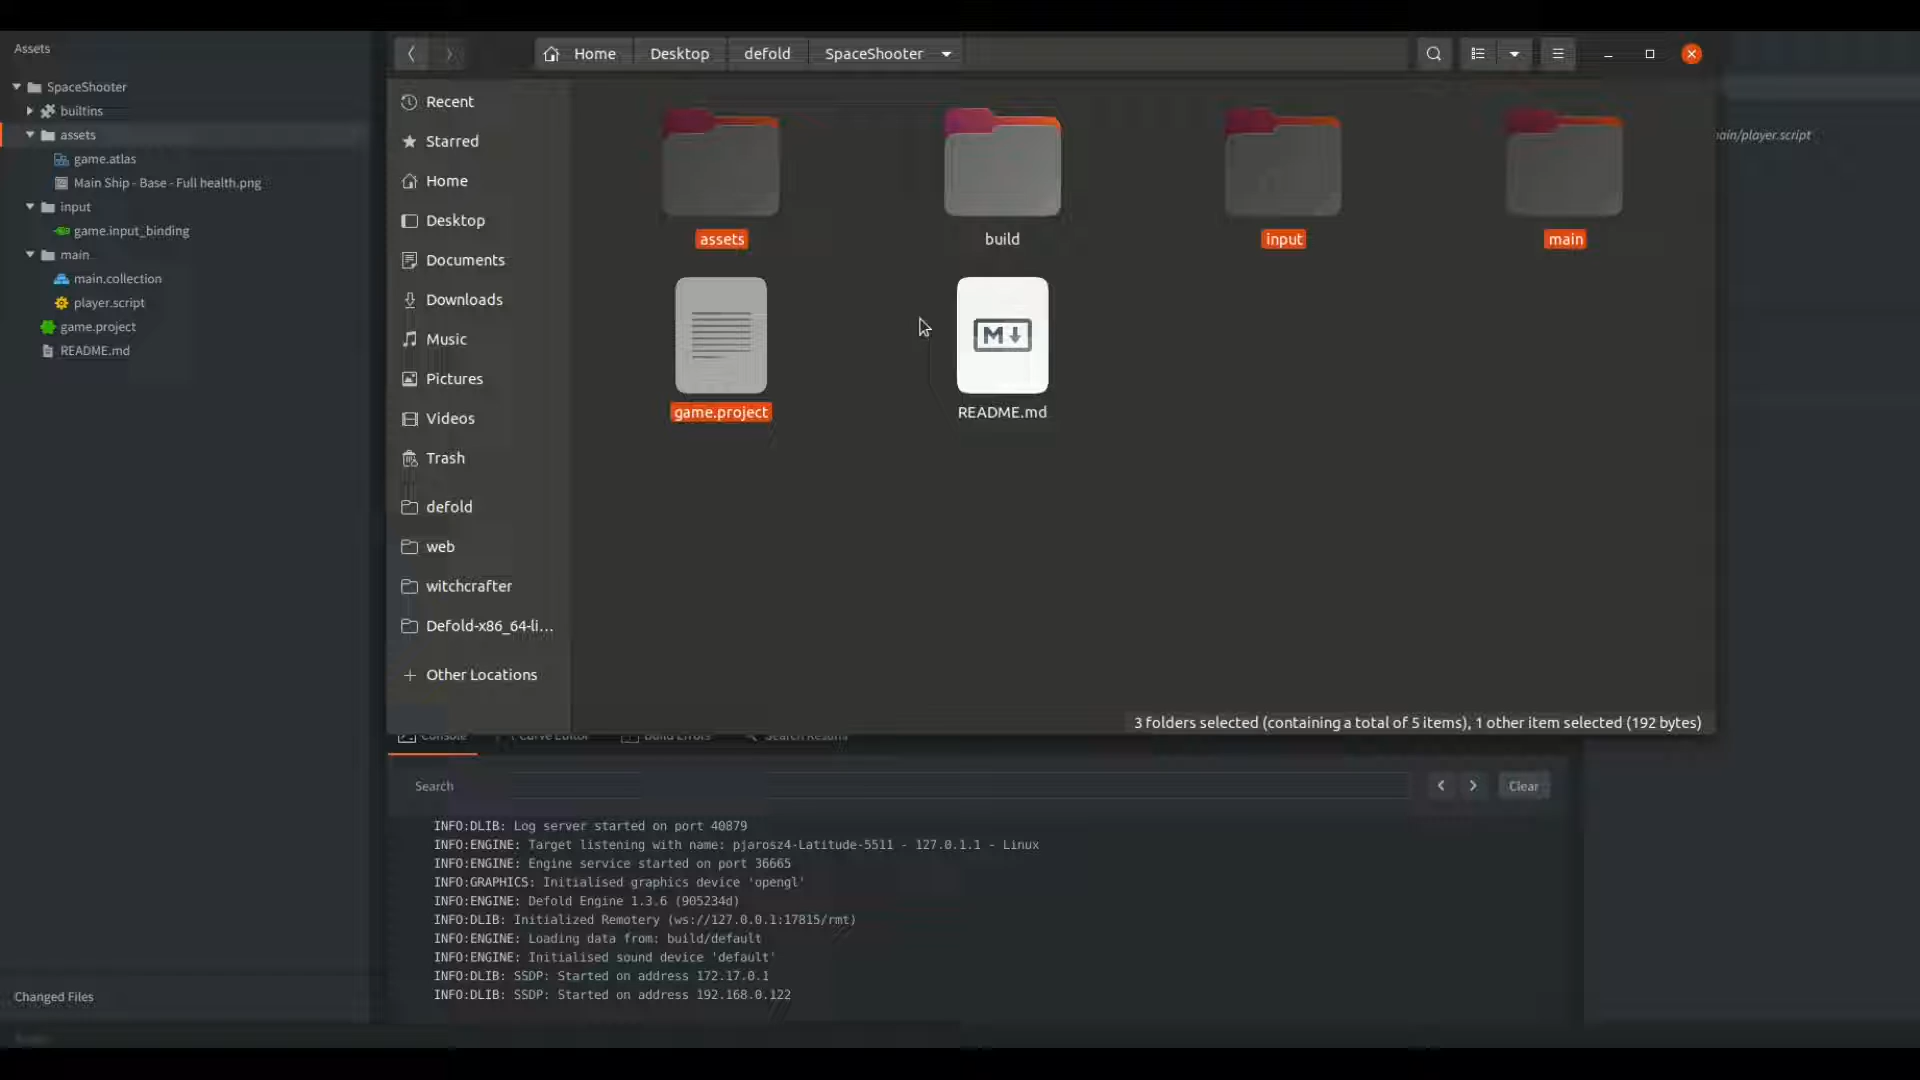 Assets
SpaceShooter
builtins
assets
game.atlas
Main Ship - Base - Full health.png
input
game.input_binding
main
main.collection
player.script
game.project
README.md
Changed Files
Home
Desktop
defold
SpaceShooter
Recent
Starred
Home
Desktop
Documents
Downloads
Music
Pictures
Videos
Trash
defold
web
witchcrafter
Defold-x86_64-li...
Other Locations
assets
build
input
main
M
game.project
README.md
3 folders selected (containing a total of 5 items), 1 other item selected (192 bytes)
main/player.script
Console
Curve Editor
Build Errors
Search Results
Search
Clear
INFO:DLIB: Log server started on port 40879
INFO:ENGINE: Target listening with name: pjarosz4-Latitude-5511 - 127.0.1.1 - Linux
INFO:ENGINE: Engine service started on port 36665
INFO:GRAPHICS: Initialised graphics device 'opengl'
INFO:ENGINE: Defold Engine 1.3.6 (905234d)
INFO:DLIB: Initialized Remotery (ws://127.0.0.1:17815/rmt)
INFO:ENGINE: Loading data from: build/default
INFO:ENGINE: Initialised sound device 'default'
INFO:DLIB: SSDP: Started on address 172.17.0.1
INFO:DLIB: SSDP: Started on address 192.168.0.122